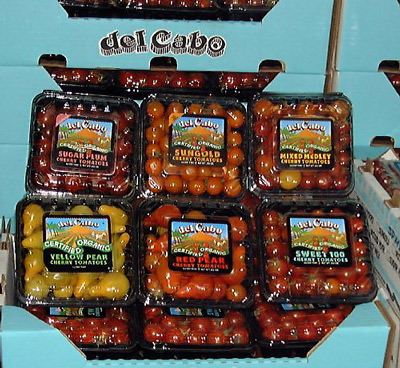 del Cabo
del Cabo
CERTIFIED ORGANIC
SUGAR PLUM
CHERRY TOMATOES
del Cabo
CERTIFIED ORGANIC
SUNGOLD
CHERRY TOMATOES
del Cabo
CERTIFIED ORGANIC
MIXED MEDLEY
CHERRY TOMATOES
del Cabo
CERTIFIED ORGANIC
YELLOW PEAR
CHERRY TOMATOES
del Cabo
CERTIFIED ORGANIC
RED PEAR
CHERRY TOMATOES
del Cabo
CERTIFIED ORGANIC
SWEET 100
CHERRY TOMATOES